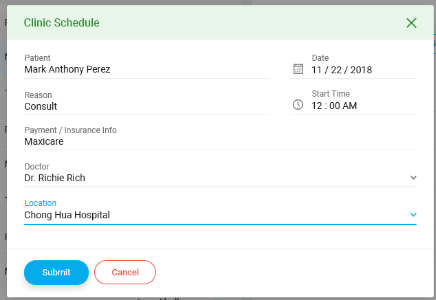 Clinic Schedule
Patient
Mark Anthony Perez
Date
11 / 22 / 2018
Reason
Consult
Start Time
12 : 00 AM
Payment / Insurance Info
Maxicare
Doctor
Dr. Richie Rich
Location
Chong Hua Hospital
Submit
Cancel